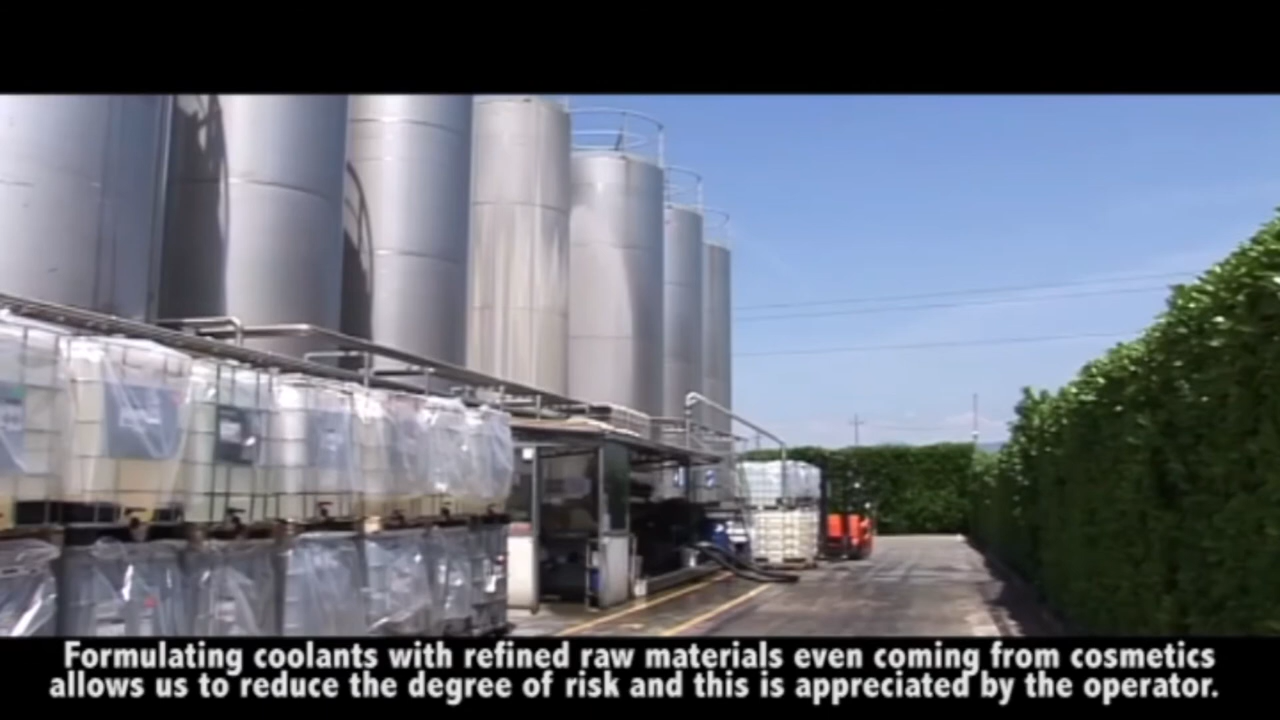 Formulating coolants with refined raw materials even coming from cosmetics
allows us to reduce the degree of risk and this is appreciated by the operator.